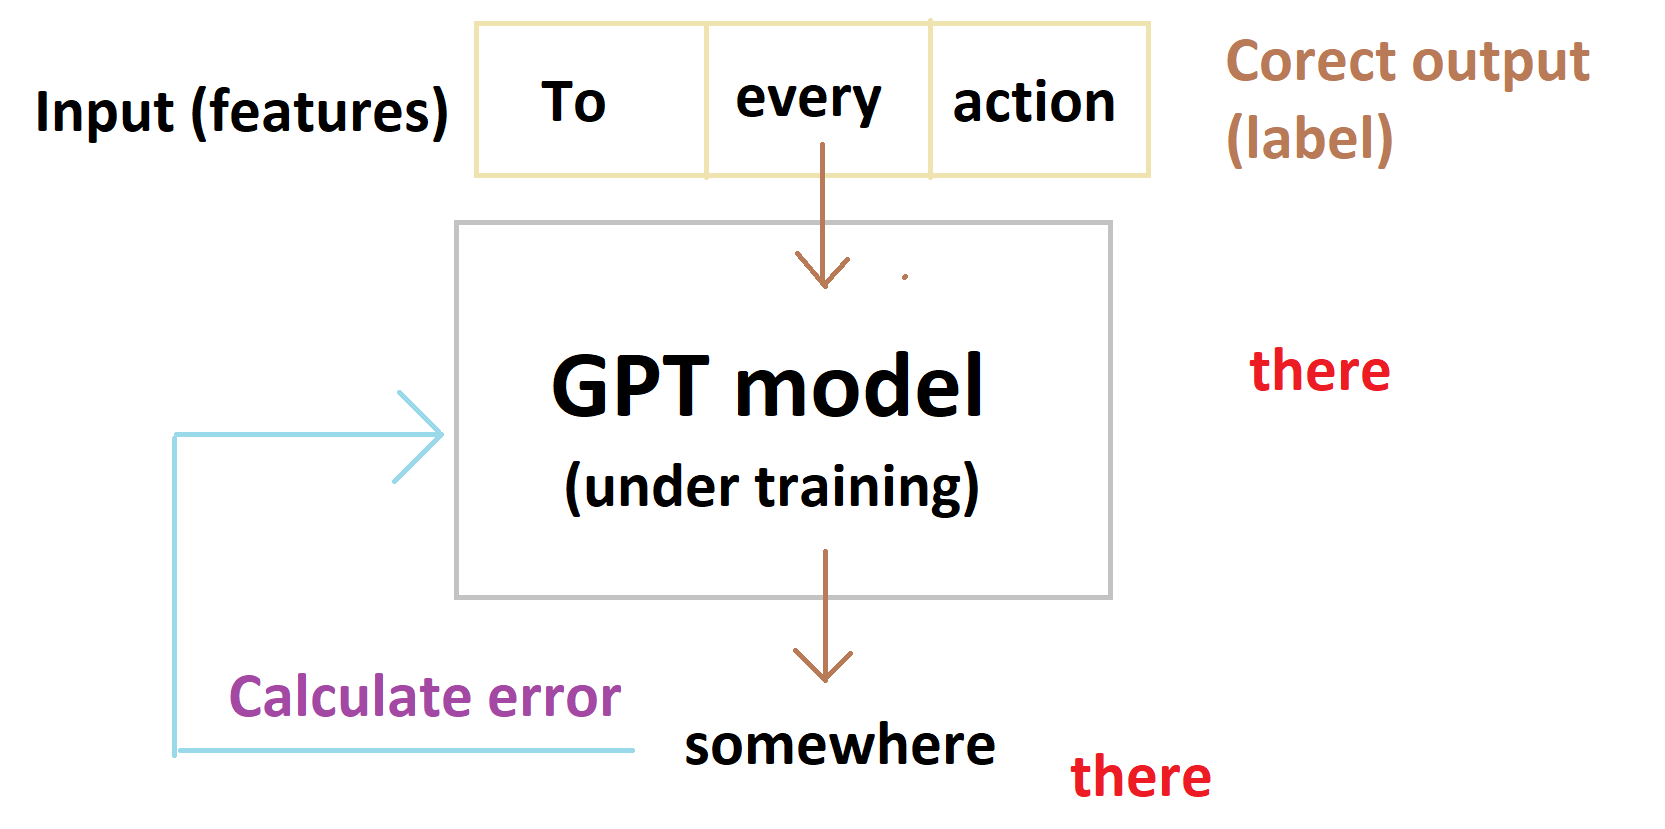 Input (features)
To
every
action
Corect output
(label)
GPT model
(under training)
there
Calculate error
somewhere
there